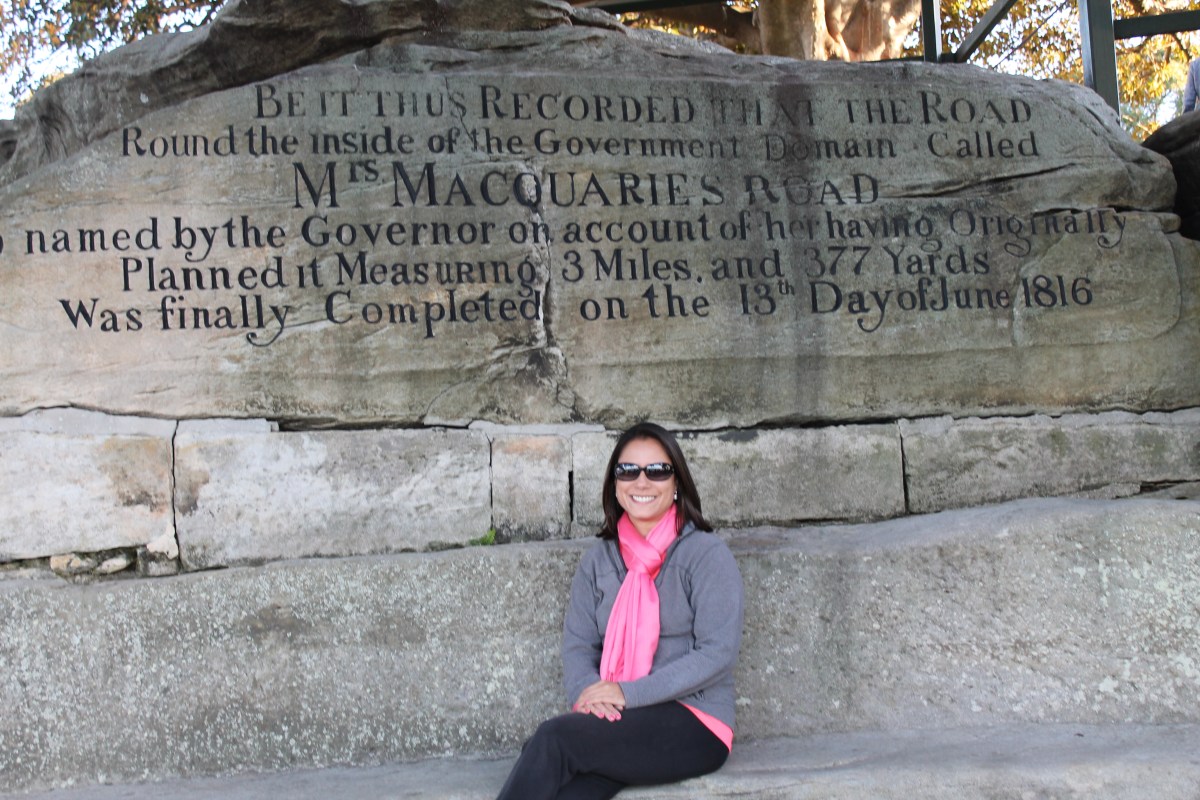 BE IT THUS RECORDED THAT THE ROAD
Round the inside of the Government Domain Called
Mrs MACQUARIE'S ROAD
named by the Governor on account of her having Originally
Planned it Measuring 3 Miles, and 377 Yards
Was finally Completed on the 13th Day of June 1816